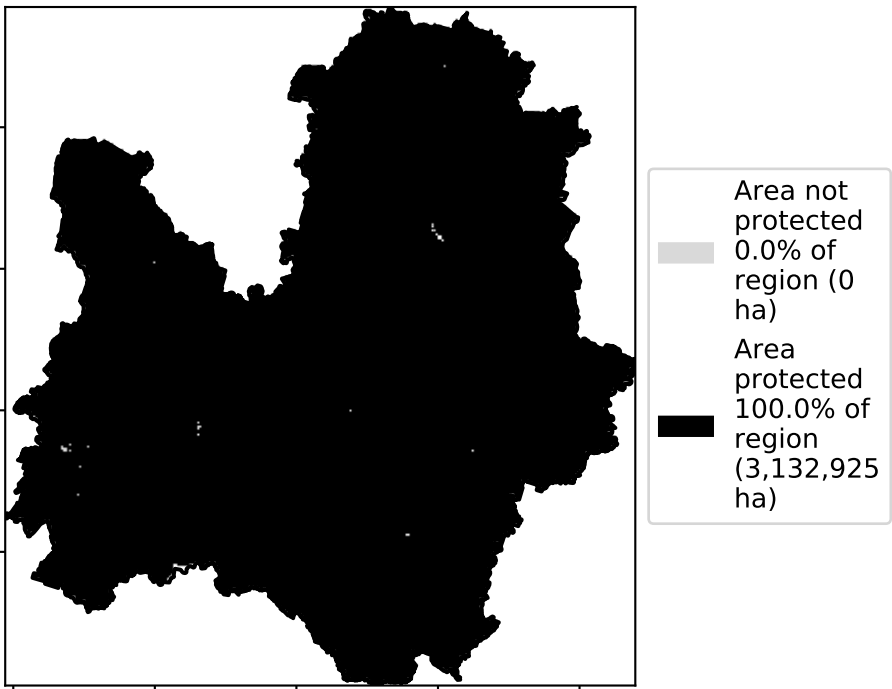 Area not
protected
0.0% of
region (0
ha)
Area
protected
100.0% of
region
(3,132,925
ha)